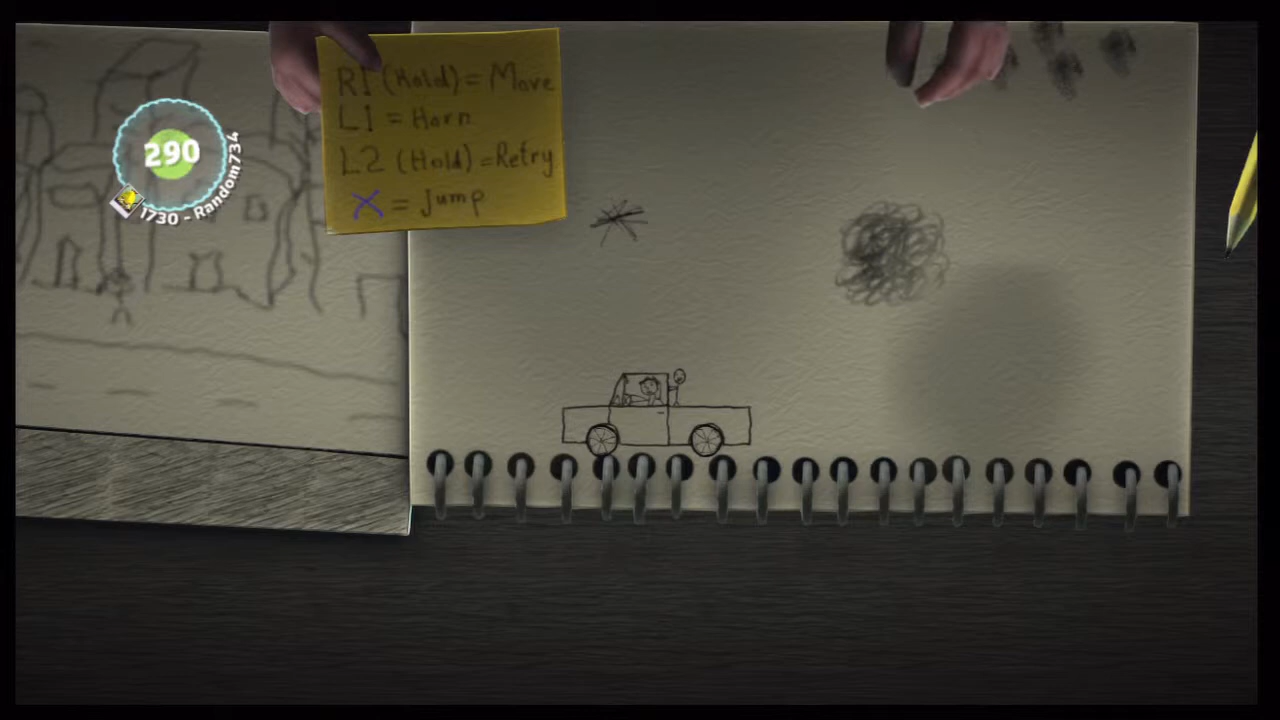 R1 (Hold) = Move
L1 = Horn
L2 (Hold) = Retry
X = Jump
290
1730 - Random734